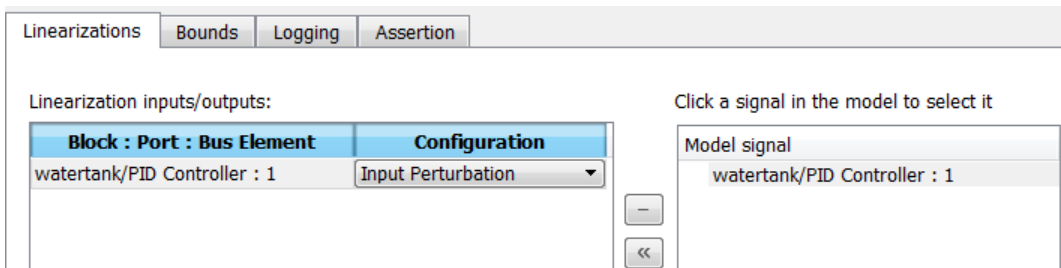 Linearizations Bounds Logging Assertion
Linearization inputs/outputs: Click a signal in the model to select it
Block : Port : Bus Element Configuration Model signal
watertank/PID Controller : 1 Input Perturbation watertank/PID Controller : 1
−
«